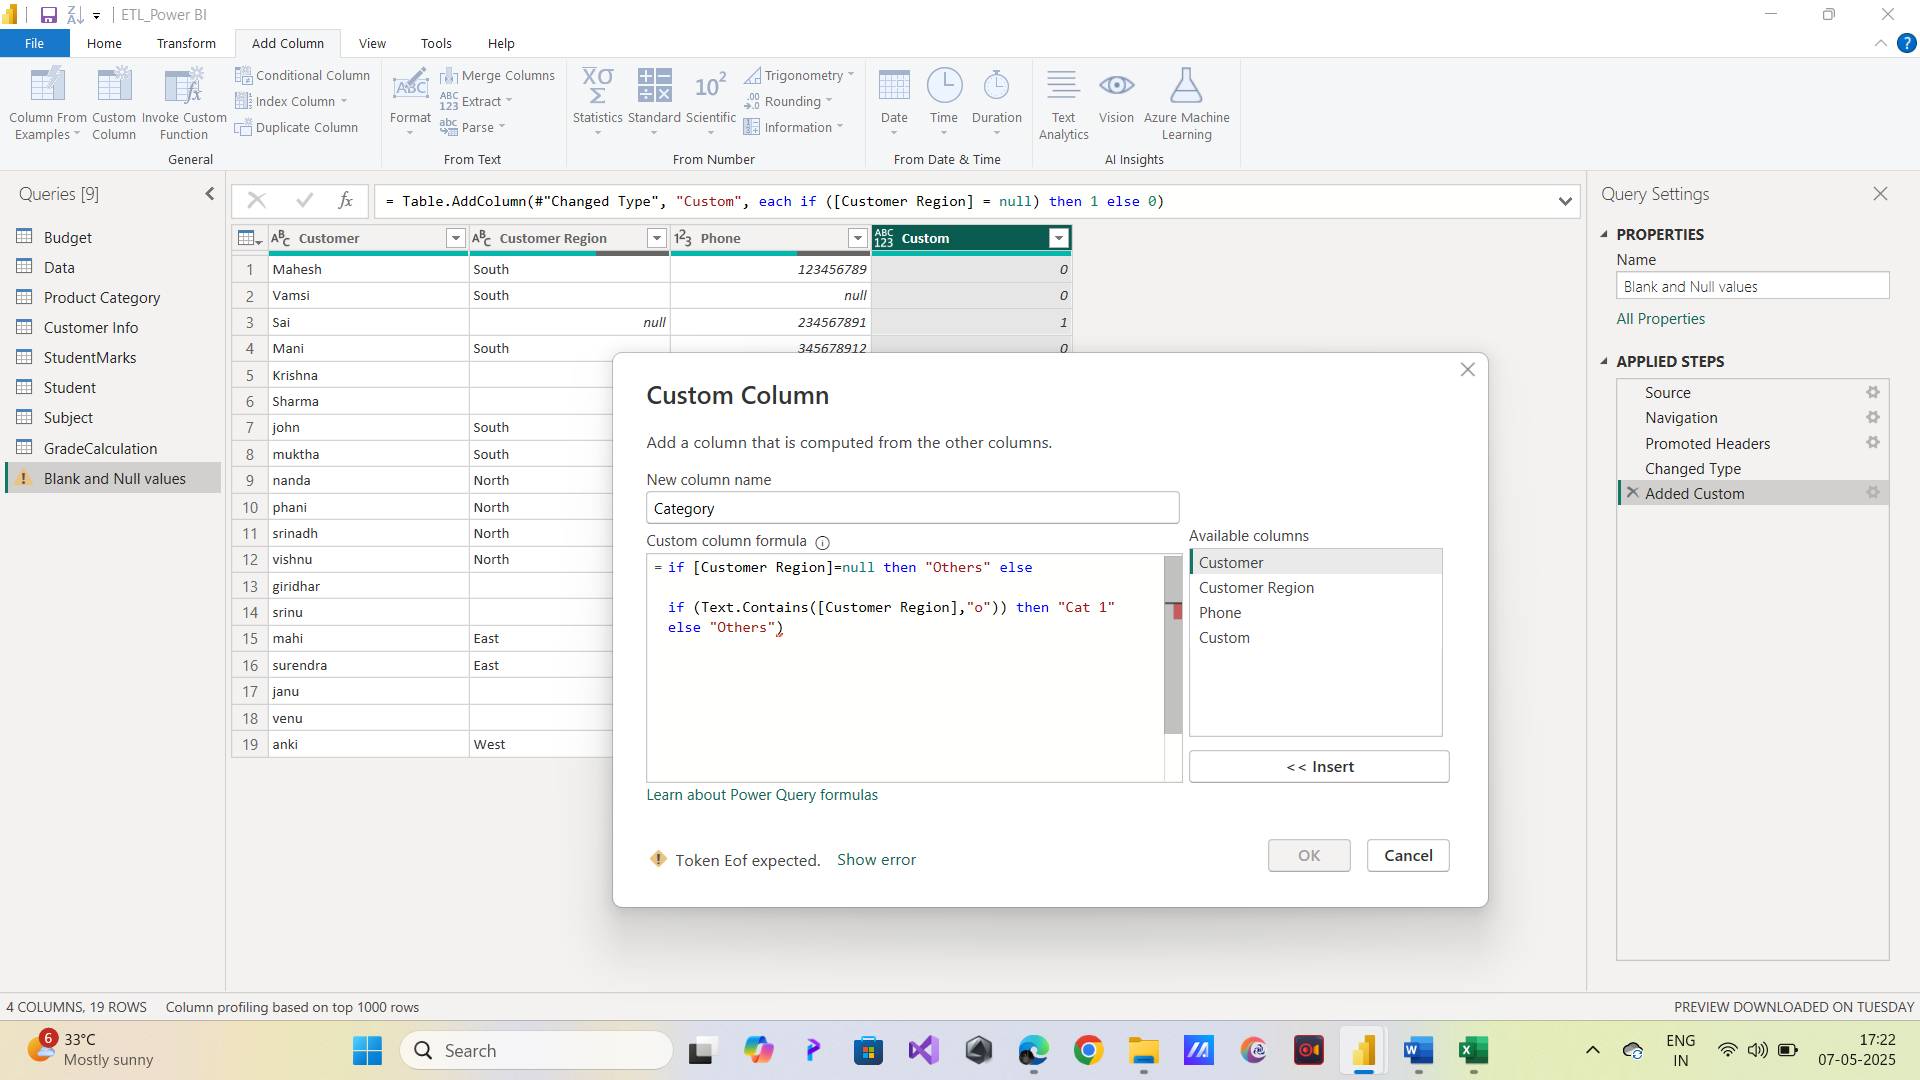 ETL_Power BI
File Home Transform Add Column View Tools Help
Column From Examples
Custom Column
Invoke Custom Function
Conditional Column
Index Column
Duplicate Column
General
Format
Merge Columns
Extract
Parse
From Text
Statistics
Standard
Scientific
Trigonometry
Rounding
Information
From Number
Date
Time
Duration
From Date & Time
Text Analytics
Vision
Azure Machine Learning
AI Insights
Queries [9]
Budget
Data
Product Category
Customer Info
StudentMarks
Student
Subject
GradeCalculation
Blank and Null values
= Table.AddColumn(#"Changed Type", "Custom", each if ([Customer Region] = null) then 1 else 0)
Customer Customer Region Phone Custom
1 Mahesh South 123456789 0
2 Vamsi South null 0
3 Sai null 234567891 1
4 Mani South 345678912 0
5 Krishna
6 Sharma
7 john South
8 muktha South
9 nanda North
10 phani North
11 srinadh North
12 vishnu North
13 giridhar
14 srinu
15 mahi East
16 surendra East
17 janu
18 venu
19 anki West
Custom Column
Add a column that is computed from the other columns.
New column name
Category
Custom column formula
= if [Customer Region]=null then "Others" else
if (Text.Contains([Customer Region],"o")) then "Cat 1"
else "Others")
Available columns
Customer
Customer Region
Phone
Custom
<< Insert
Learn about Power Query formulas
Token Eof expected. Show error
OK Cancel
Query Settings
PROPERTIES
Name
Blank and Null values
All Properties
APPLIED STEPS
Source
Navigation
Promoted Headers
Changed Type
Added Custom
4 COLUMNS, 19 ROWS Column profiling based on top 1000 rows
PREVIEW DOWNLOADED ON TUESDAY
6 33°C
Mostly sunny
Search
ENG
IN
17:22
07-05-2025